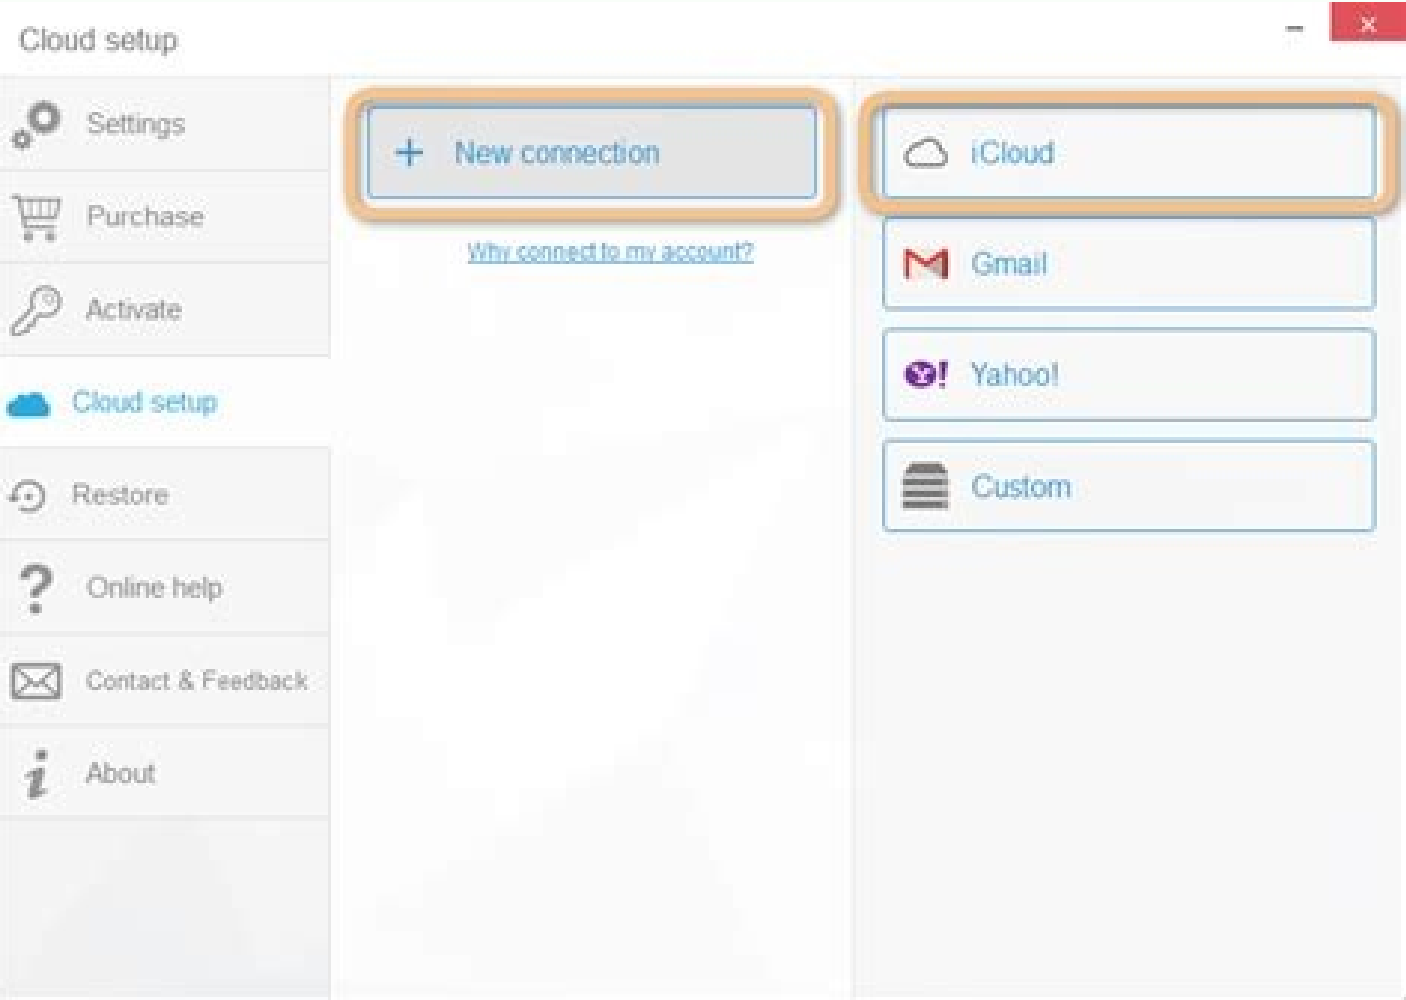 Cloud setup
Settings
Purchase
Activate
Cloud setup
Restore
Online help
Contact & Feedback
About
+ New connection
Why connect to my account?
iCloud
Gmail
Yahoo!
Custom